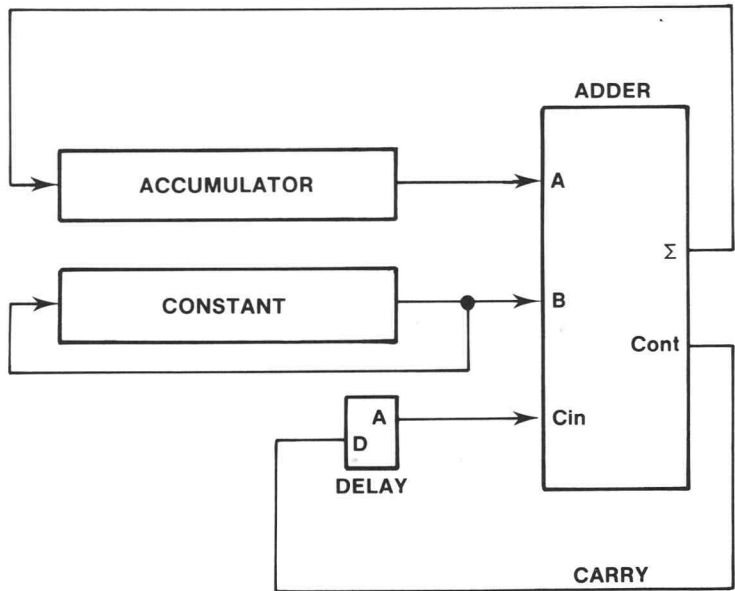 ADDER
ACCUMULATOR
A
Σ
CONSTANT
B
Cont
A
Cin
D
DELAY
CARRY